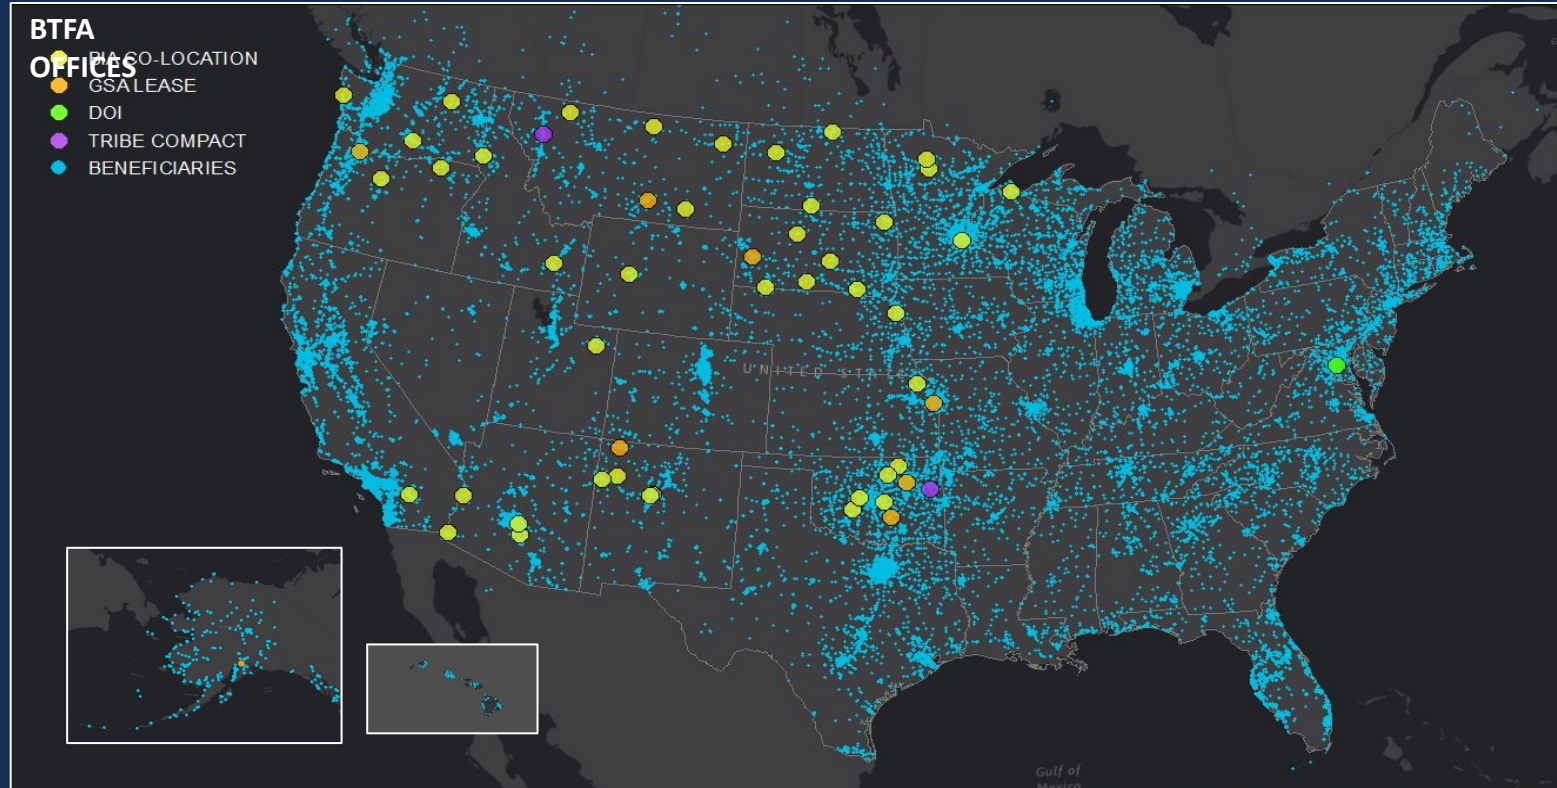 BTFA
OFFICES
BIA CO-LOCATION
GSA LEASE
DOI
TRIBE COMPACT
BENEFICIARIES
UNITED STATES
Gulf of
Mexico